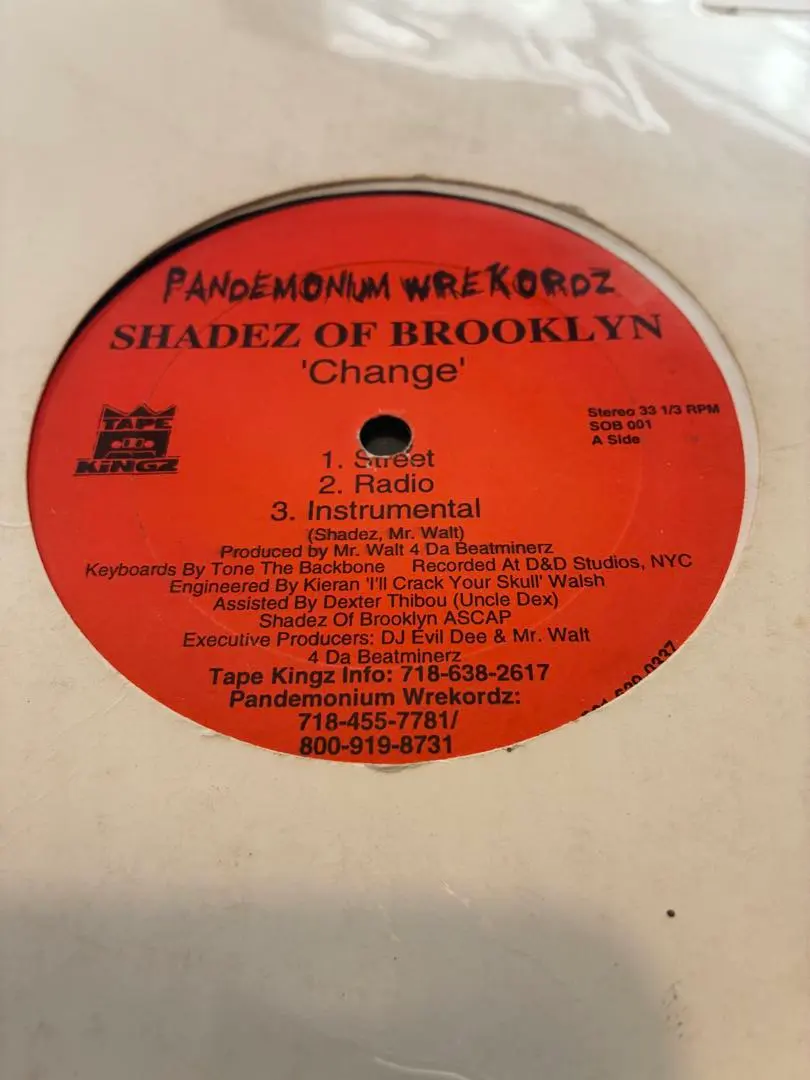 PANDEMONIUM WREKORDZ
SHADEZ OF BROOKLYN
'Change'
TAPE
KINGZ
Stereo 33 1/3 RPM
SOB 001
A Side
1. Street
2. Radio
3. Instrumental
(Shadez, Mr. Walt)
Produced by Mr. Walt 4 Da Beatminerz
Keyboards By Tone The Backbone Recorded At D&D Studios, NYC
Engineered By Kieran 'I'll Crack Your Skull' Walsh
Assisted By Dexter Thibou (Uncle Dex)
Shadez Of Brooklyn ASCAP
Executive Producers: DJ Evil Dee & Mr. Walt
4 Da Beatminerz
Tape Kingz Info: 718-638-2617
Pandemonium Wrekordz:
718-455-7781/
800-919-8731